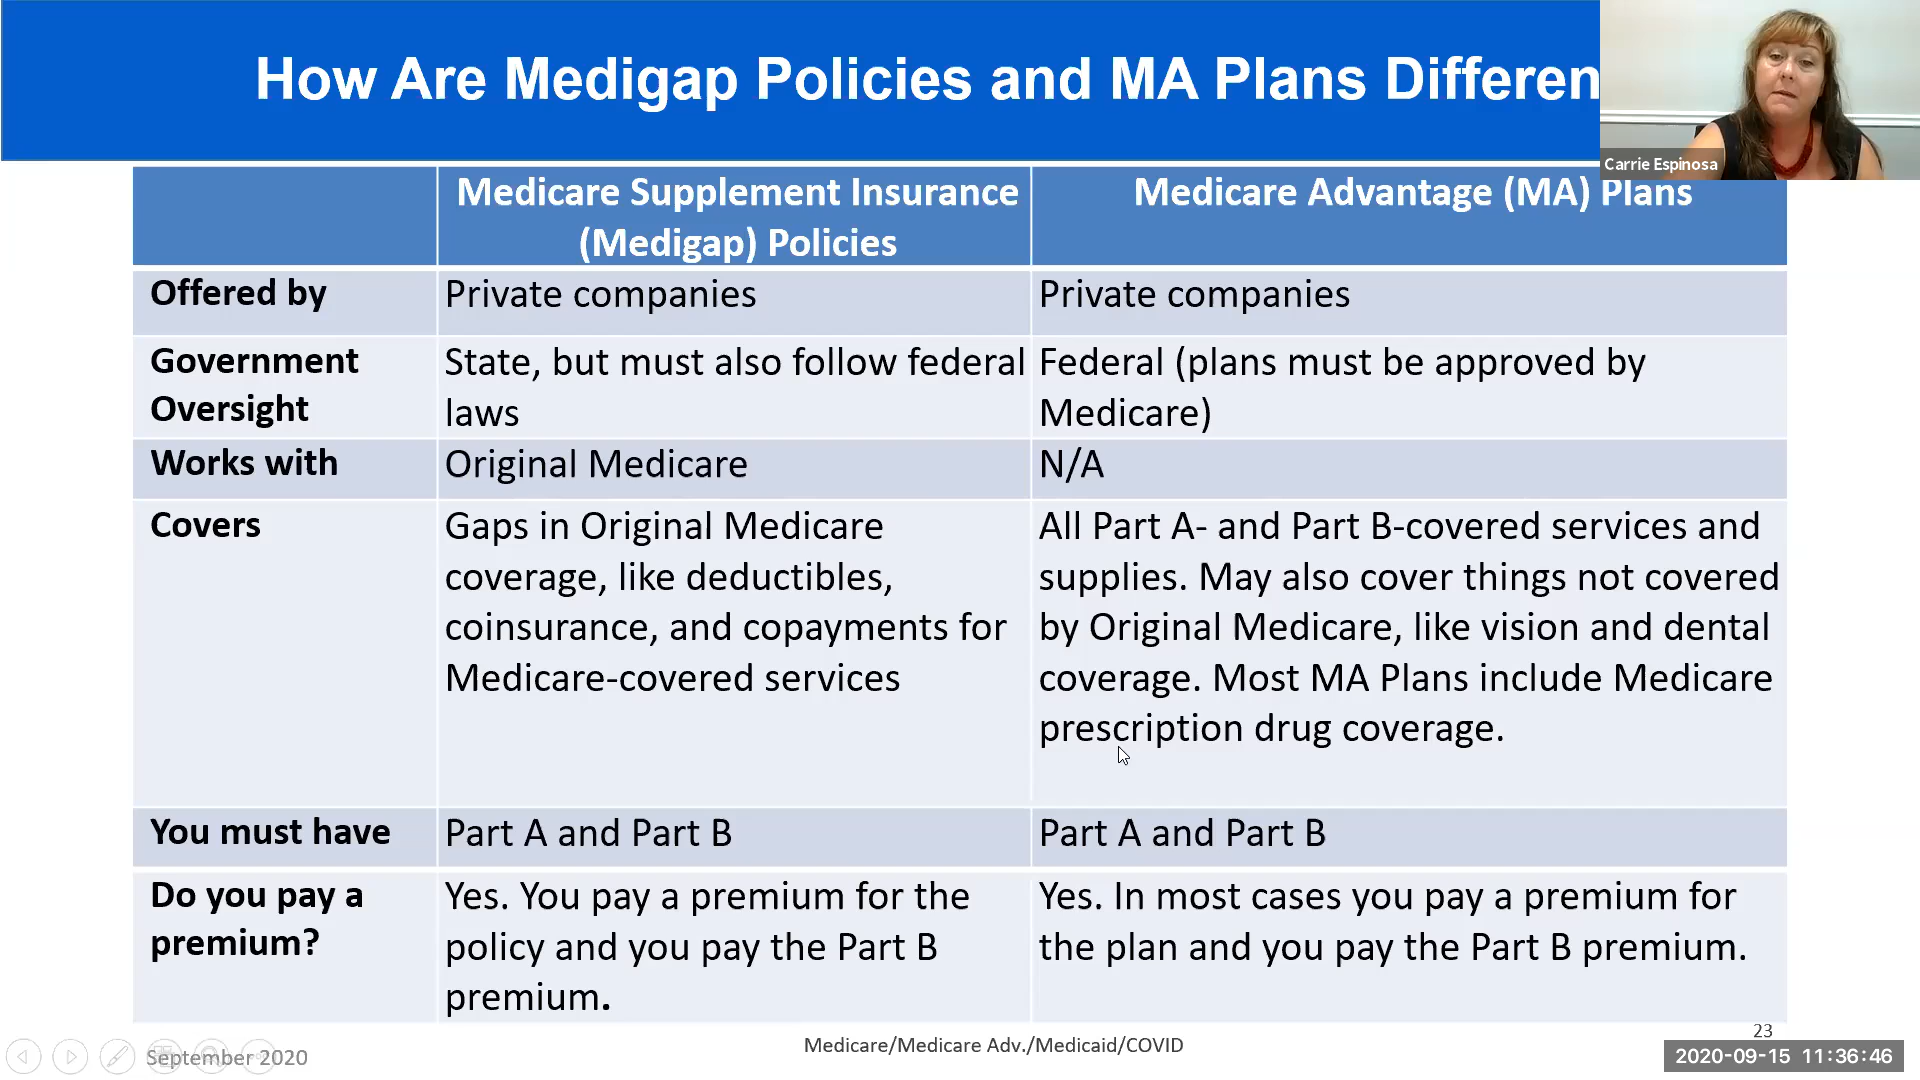 How Are Medigap Policies and MA Plans Differen
Carrie Espinosa
Medicare Supplement Insurance
(Medigap) Policies
Medicare Advantage (MA) Plans
Offered by
Private companies
Private companies
Government
Oversight
State, but must also follow federal
laws
Federal (plans must be approved by
Medicare)
Works with
Original Medicare
N/A
Covers
Gaps in Original Medicare
coverage, like deductibles,
coinsurance, and copayments for
Medicare-covered services
All Part A- and Part B-covered services and
supplies. May also cover things not covered
by Original Medicare, like vision and dental
coverage. Most MA Plans include Medicare
prescription drug coverage.
You must have
Part A and Part B
Part A and Part B
Do you pay a
premium?
Yes. You pay a premium for the
policy and you pay the Part B
premium.
Yes. In most cases you pay a premium for
the plan and you pay the Part B premium.
September 2020
Medicare/Medicare Adv./Medicaid/COVID
23
2020-09-15 11:36:46